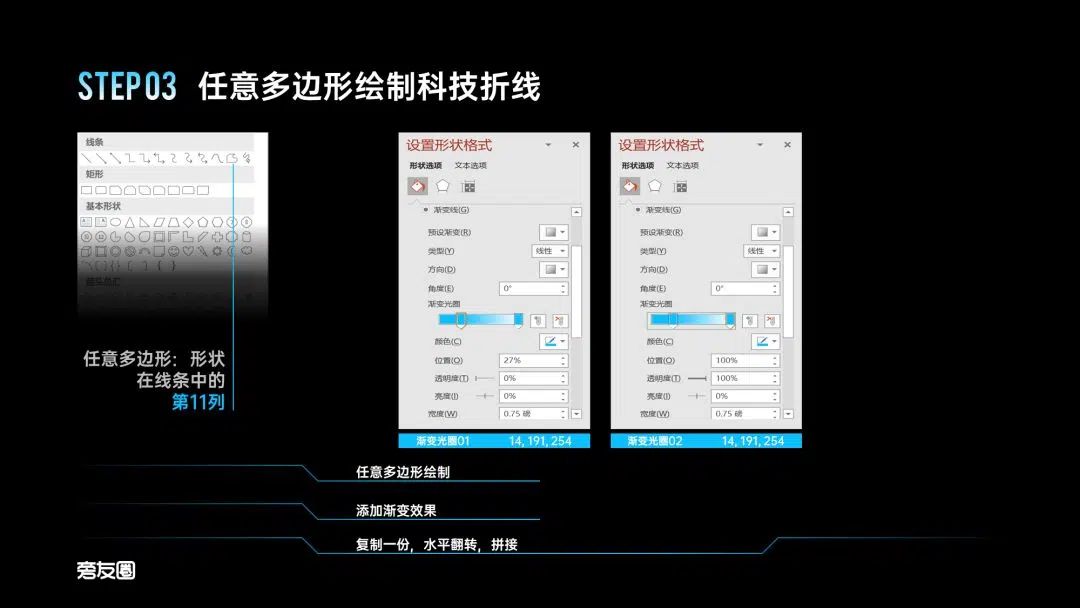 STEP 03 任意多边形绘制科技折线
线条
矩形
基本形状
任意多边形：形状
在线条中的
第11列
设置形状格式
形状选项 文本选项
渐变线(G)
预设渐变(R)
类型(Y) 线性
方向(D)
角度(E) 0°
渐变光圈
颜色(C)
位置(O) 27%
透明度(T) 0%
亮度(I) 0%
宽度(W) 0.75 磅
渐变光圈01 14, 191, 254
设置形状格式
形状选项 文本选项
渐变线(G)
预设渐变(R)
类型(Y) 线性
方向(D)
角度(E) 0°
渐变光圈
颜色(C)
位置(O) 100%
透明度(T) 100%
亮度(I) 0%
宽度(W) 0.75 磅
渐变光圈02 14, 191, 254
任意多边形绘制
添加渐变效果
复制一份，水平翻转，拼接
旁友圈